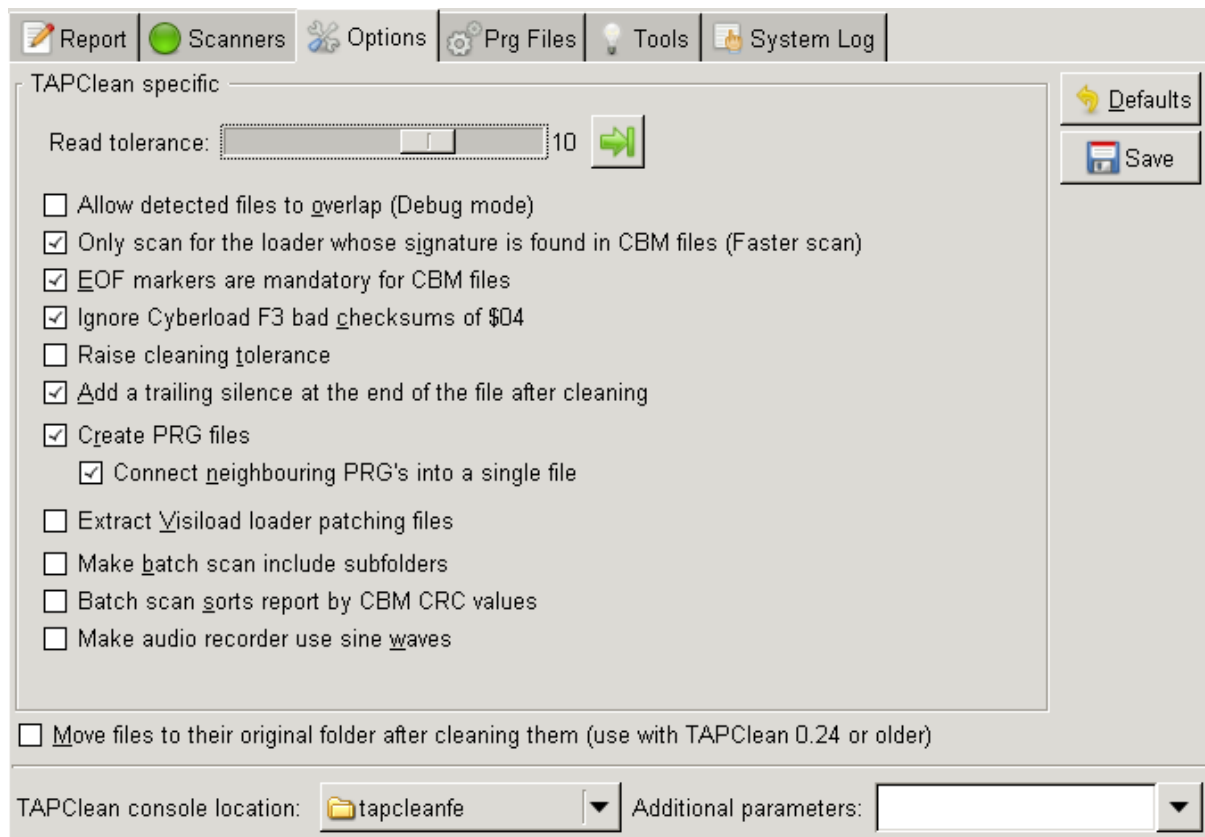 Report Scanners Options Prg Files Tools System Log
TAPClean specific
Defaults
Read tolerance: 10
Save
Allow detected files to overlap (Debug mode)
Only scan for the loader whose signature is found in CBM files (Faster scan)
EOF markers are mandatory for CBM files
Ignore Cyberload F3 bad checksums of $04
Raise cleaning tolerance
Add a trailing silence at the end of the file after cleaning
Create PRG files
Connect neighbouring PRG's into a single file
Extract Visiload loader patching files
Make batch scan include subfolders
Batch scan sorts report by CBM CRC values
Make audio recorder use sine waves
Move files to their original folder after cleaning them (use with TAPClean 0.24 or older)
TAPClean console location: tapcleanfe Additional parameters: